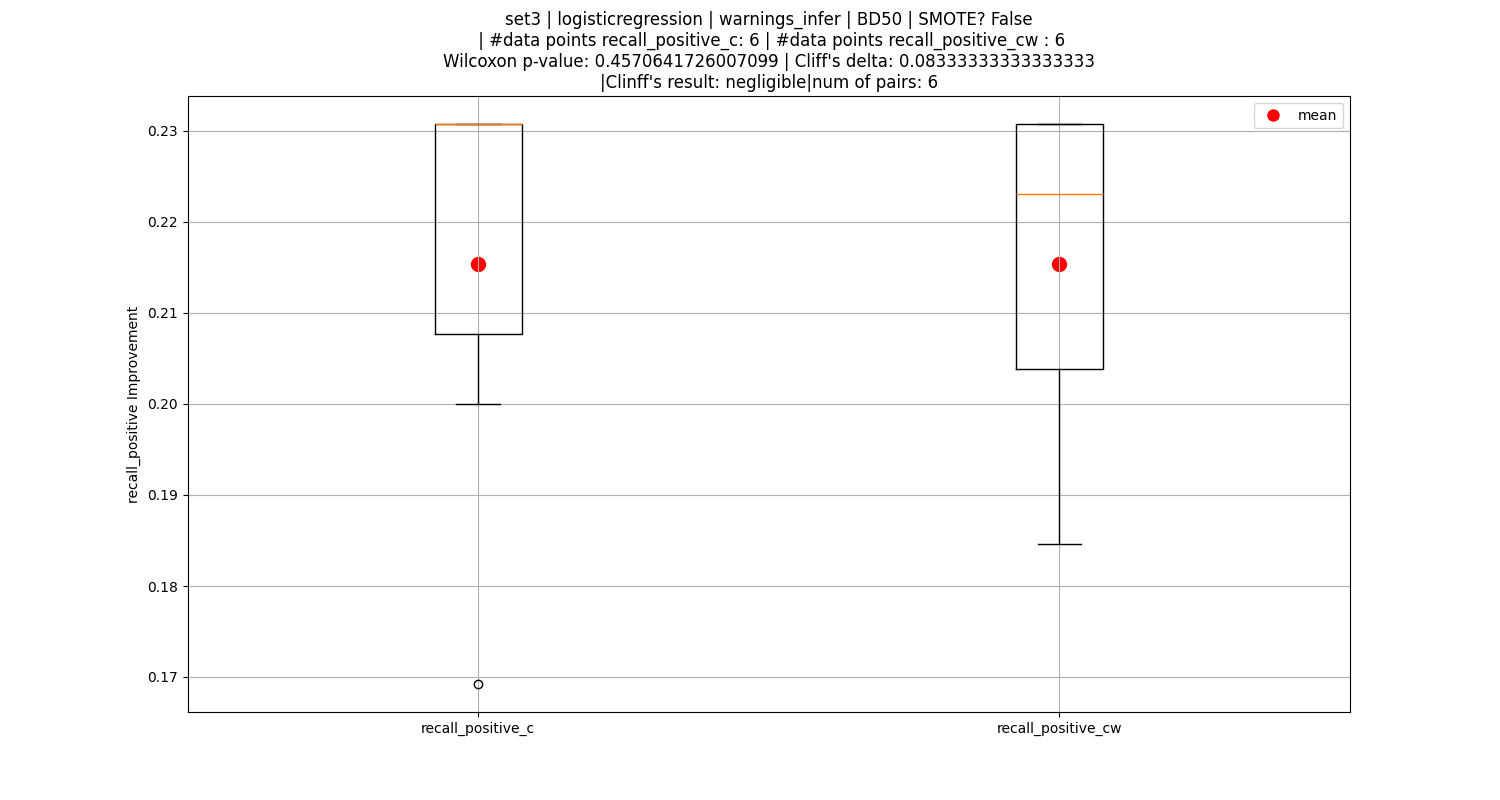 set3 | logisticregression | warnings_infer | BD50 | SMOTE? False
| #data points recall_positive_c: 6 | #data points recall_positive_cw : 6
Wilcoxon p-value: 0.4570641726007099 | Cliff's delta: 0.08333333333333333
|Clinff's result: negligible|num of pairs: 6
mean
0.23
0.22
0.21
0.20
0.19
0.18
0.17
recall_positive Improvement
recall_positive_c
recall_positive_cw